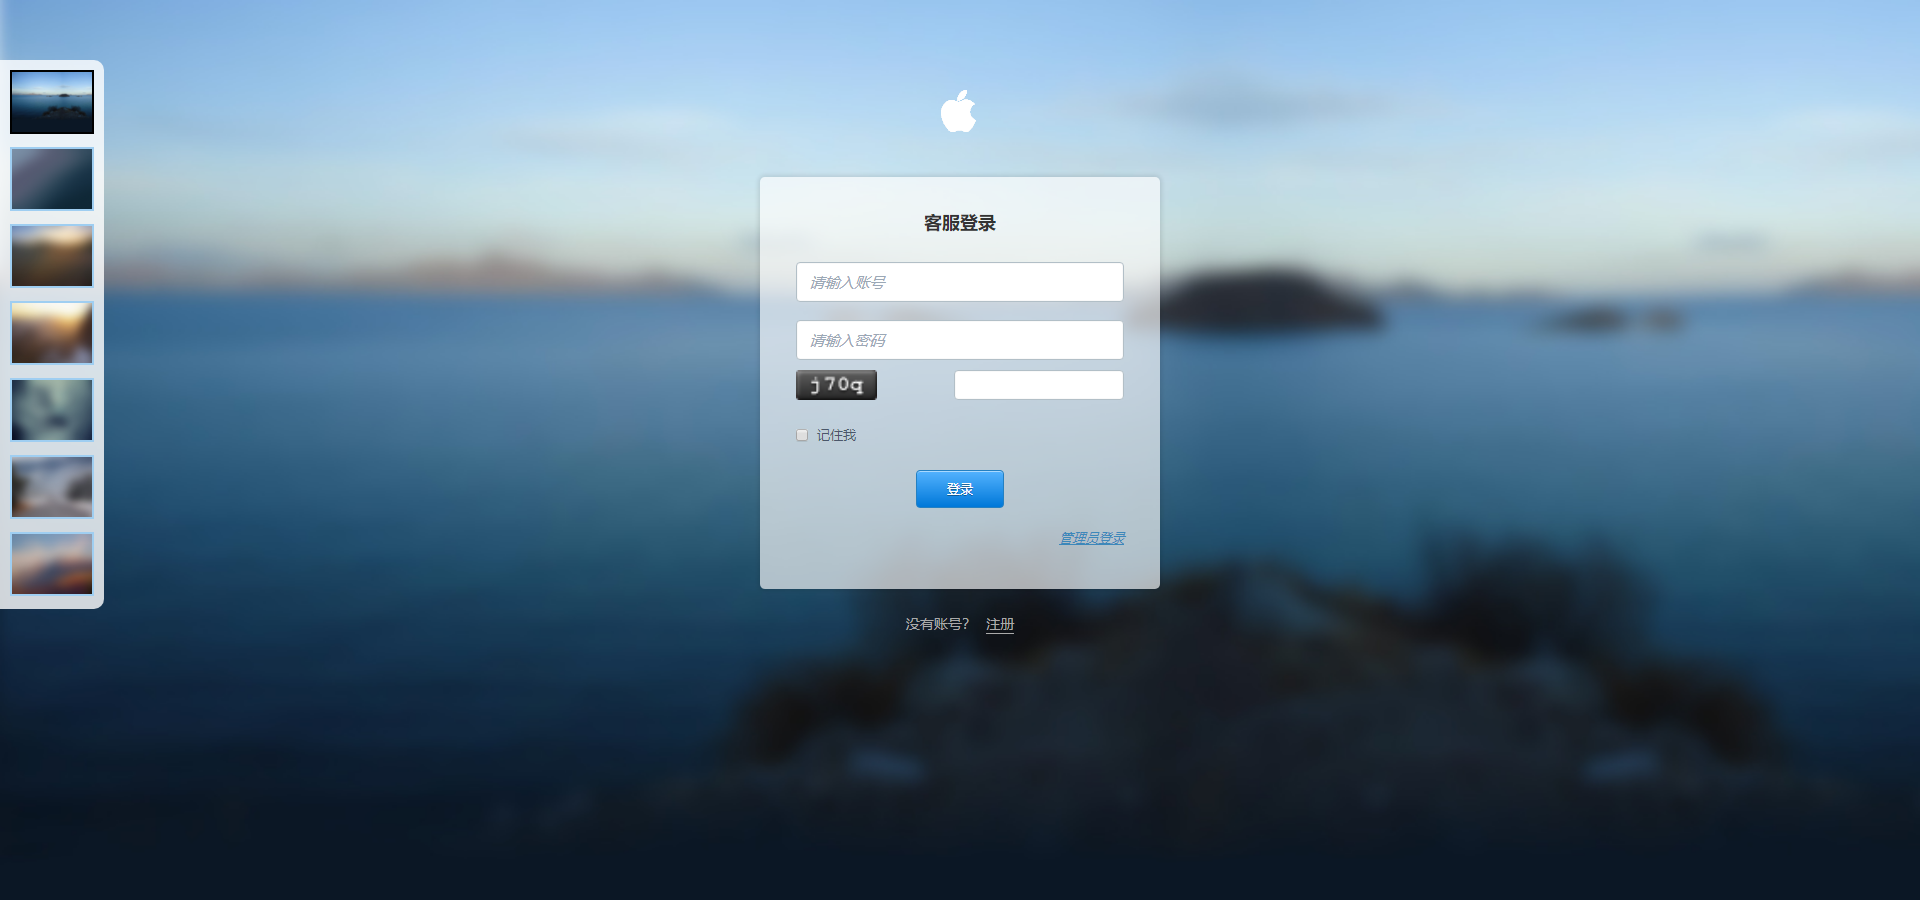 客服登录
请输入账号
请输入密码
j70q
记住我
登录
管理员登录
没有账号? 注册